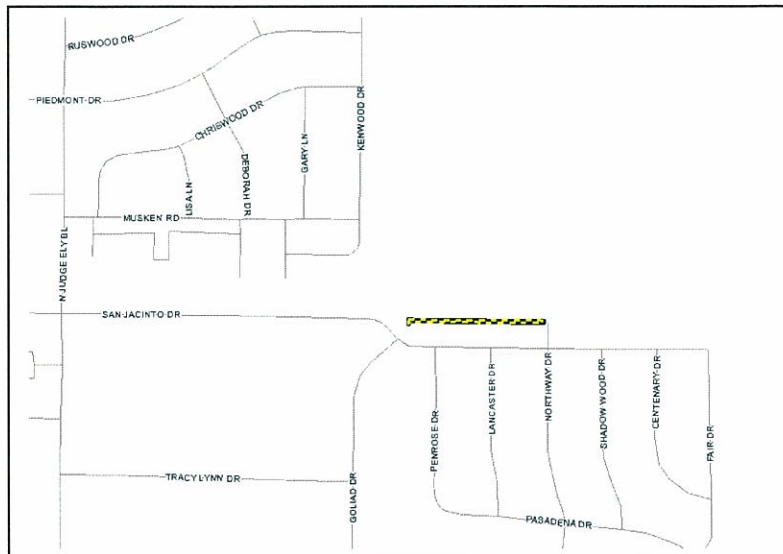 RUSWOOD DR
PIEDMONT DR
CHRISWOOD DR
KENWOOD DR
GARY LN
DEBORAH DR
LISA LN
MUSKEN RD
N JUDGE ELY BL
SAN JACINTO DR
PENROSE DR
LANCASTER DR
NORTHWAY DR
SHADOW WOOD DR
CENTENARY DR
FAIR DR
TRACY LYNN DR
GOLIAD DR
PASADENA DR